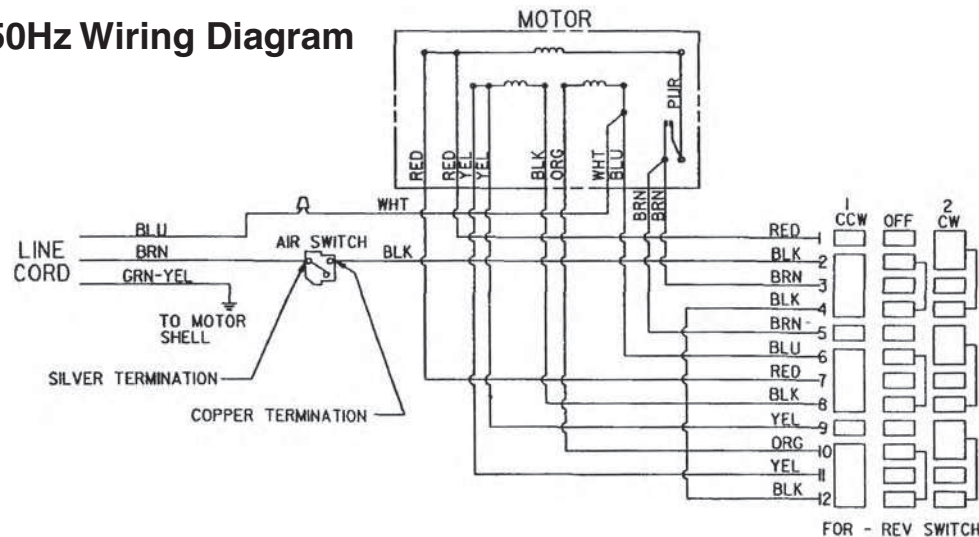 50Hz Wiring Diagram
MOTOR
PUR
RED
RED
YEL
YEL
BLK
ORG
WHT
BLU
BRN
BRN
WHT
LINE CORD
BLU
BRN
GRN-YEL
AIR SWITCH
BLK
TO MOTOR
SHELL
SILVER TERMINATION
COPPER TERMINATION
1
CCW
OFF
2
CW
RED 1
BLK 2
BRN 3
BLK 4
BRN 5
BLU 6
RED 7
BLK 8
YEL 9
ORG 10
YEL 11
BLK 12
FOR - REV SWITCH